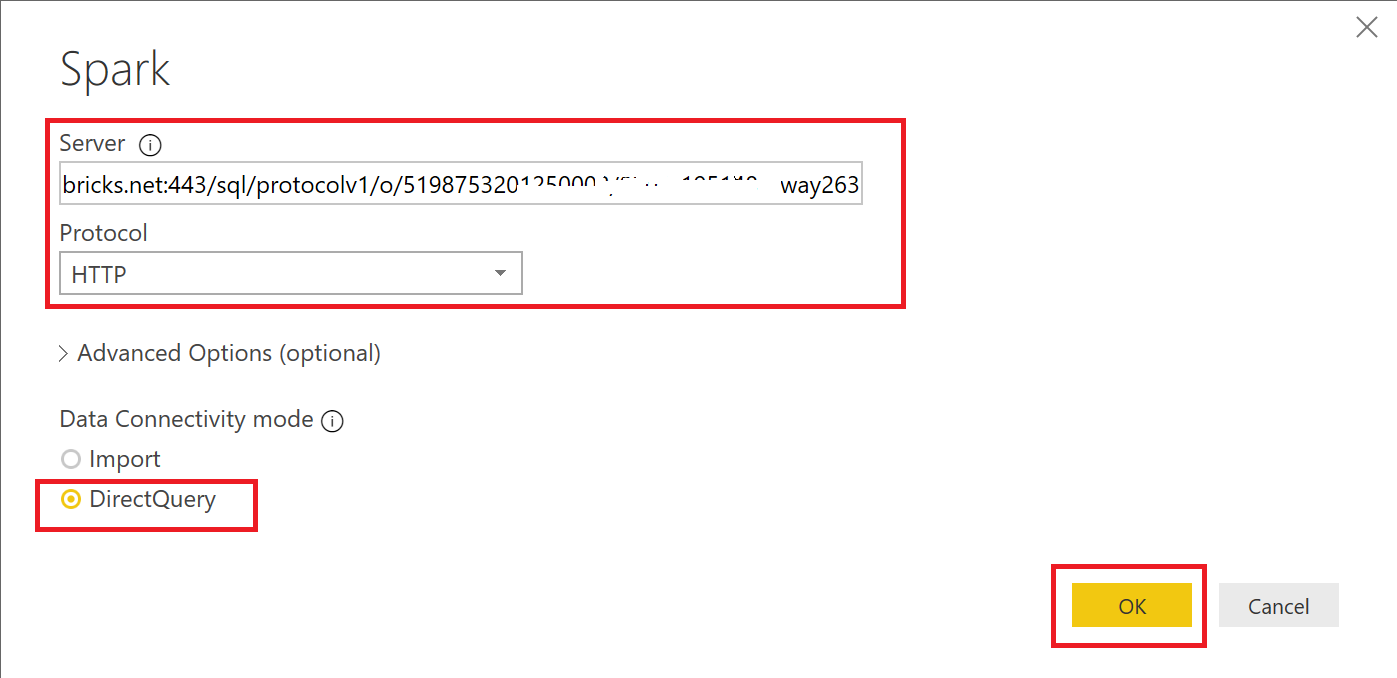 Spark
Server
bricks.net:443/sql/protocolv1/o/519875320125000 way263
Protocol
HTTP
Advanced Options (optional)
Data Connectivity mode
Import
DirectQuery
OK
Cancel